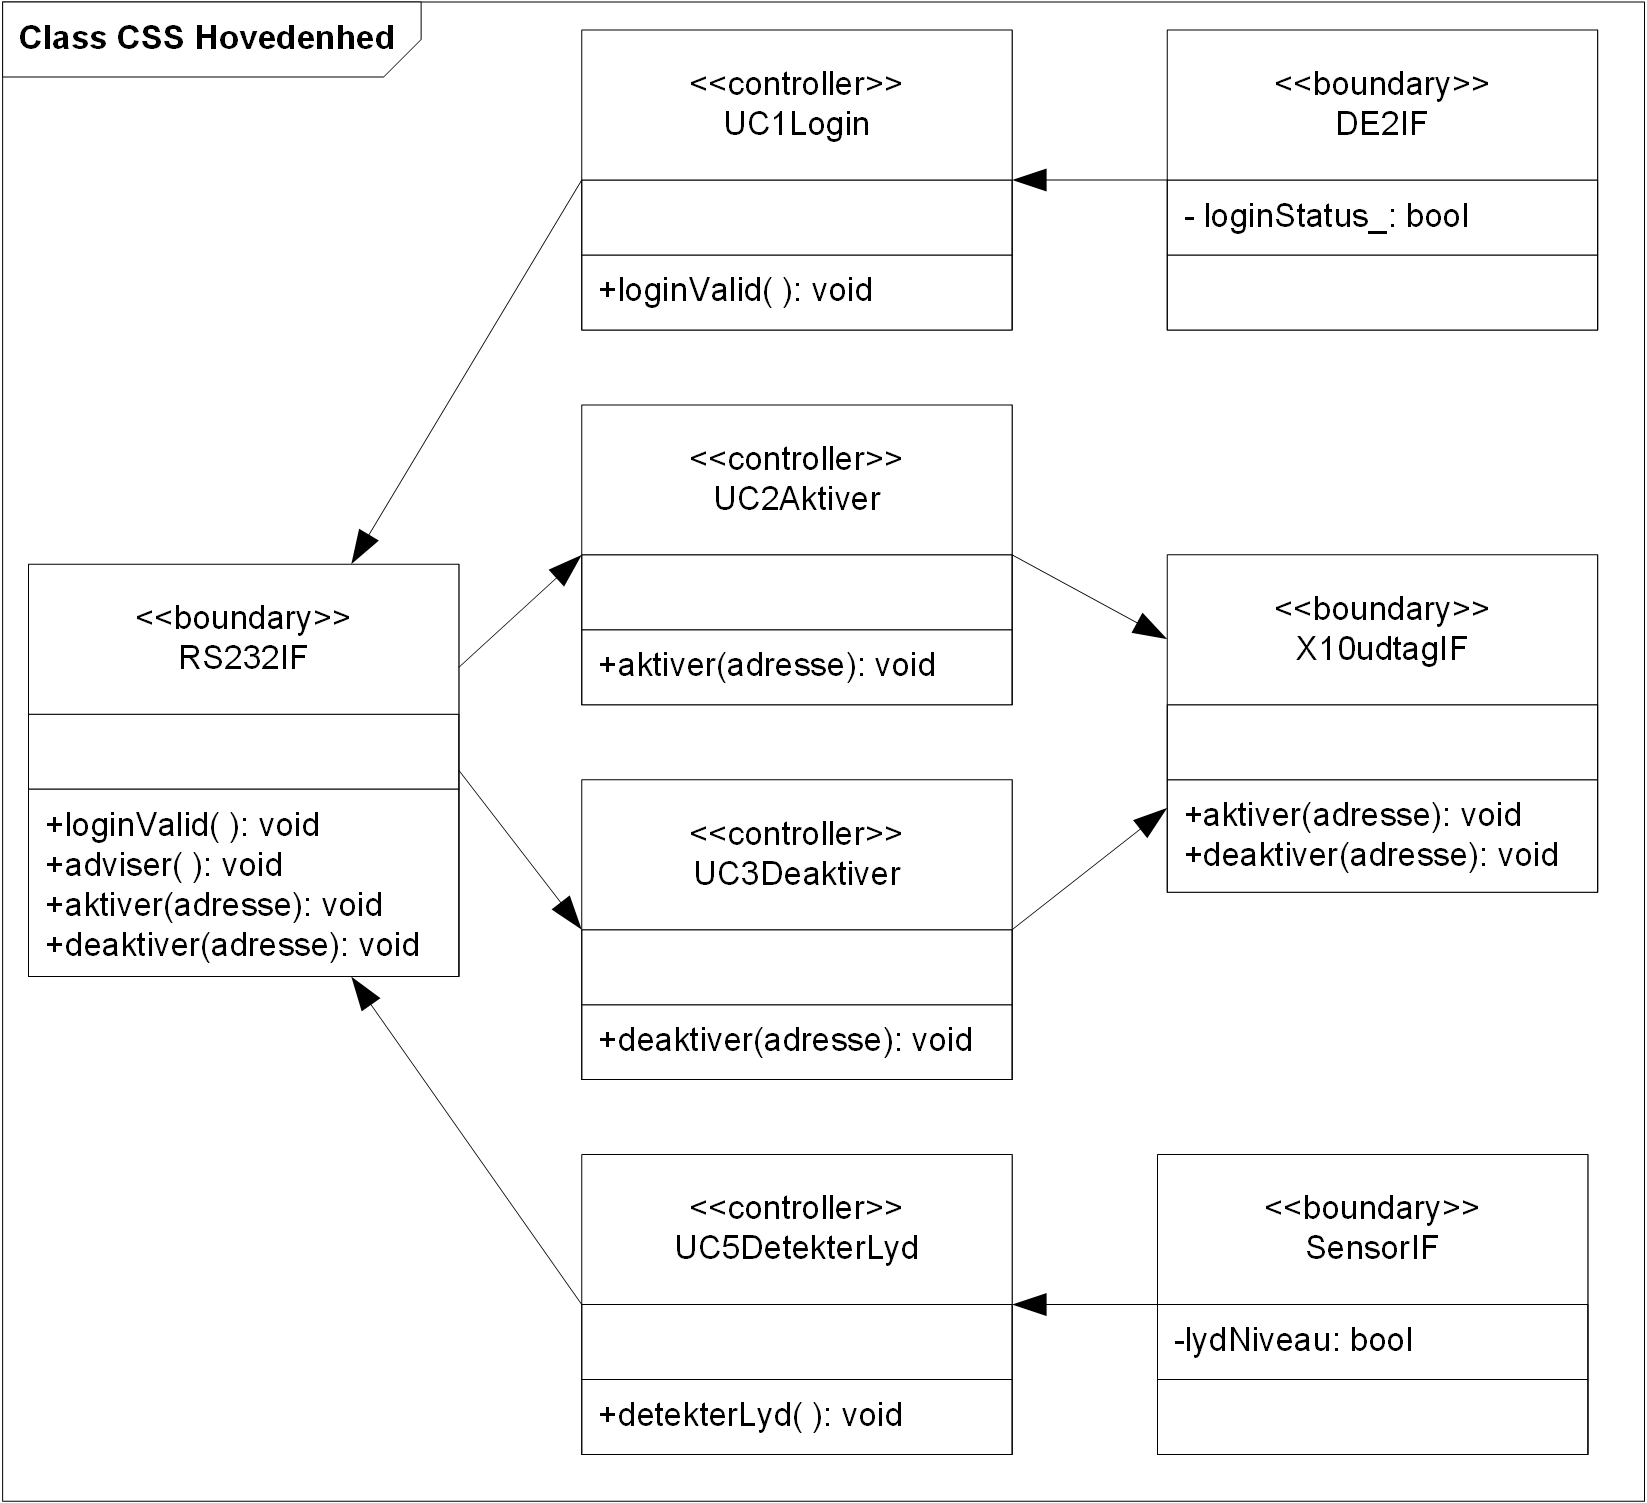 Class CSS Hovedenhed
<<controller>>
UC1Login
+loginValid( ): void
<<boundary>>
DE2IF
- loginStatus_: bool
<<controller>>
UC2Aktiver
+aktiver(adresse): void
<<boundary>>
RS232IF
+loginValid( ): void
+adviser( ): void
+aktiver(adresse): void
+deaktiver(adresse): void
<<boundary>>
X10udtagIF
+aktiver(adresse): void
+deaktiver(adresse): void
<<controller>>
UC3Deaktiver
+deaktiver(adresse): void
<<controller>>
UC5DetekterLyd
+detekterLyd( ): void
<<boundary>>
SensorIF
-lydNiveau: bool